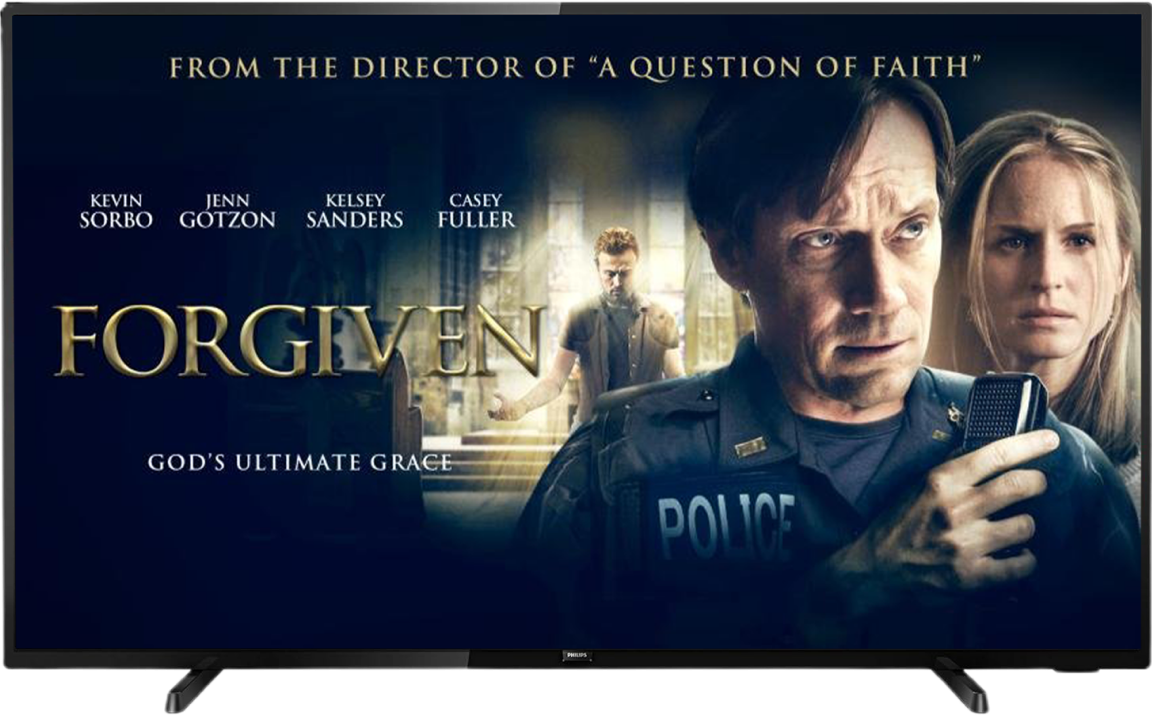 FROM THE DIRECTOR OF “A QUESTION OF FAITH”
KEVIN SORBO
JENN GOTZON
KELSEY SANDERS
CASEY FULLER
FORGIVEN
GOD'S ULTIMATE GRACE
POLICE
PHILIPS